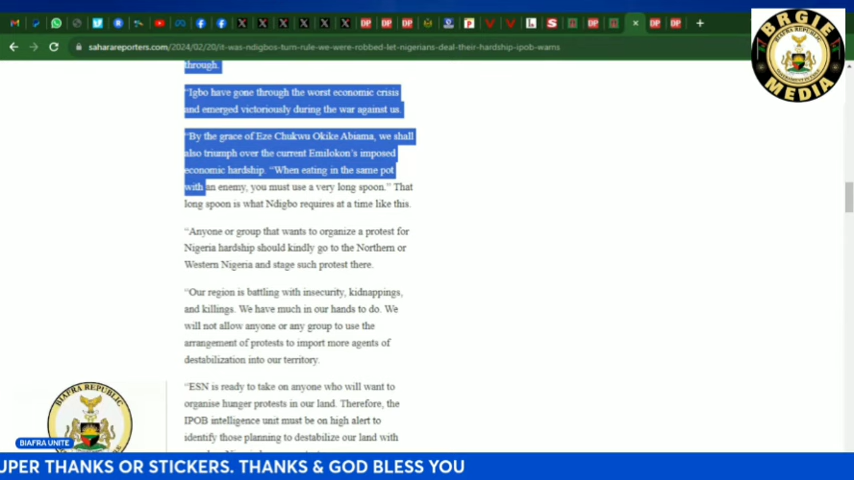 saharareporters.com/2024/02/20/it-was-ndigbos-turn-rule-we-were-robbed-let-nigerians-deal-their-hardship-ipob-warns
BRGIE
MEDIA
through.
“Igbo have gone through the worst economic crisis
and emerged victoriously during the war against us.
“By the grace of Eze Chukwu Okike Abiama, we shall
also triumph over the current Emilokon’s imposed
economic hardship. “When eating in the same pot
with an enemy, you must use a very long spoon.” That
long spoon is what Ndigbo requires at a time like this.
“Anyone or group that wants to organize a protest for
Nigeria hardship should kindly go to the Northern or
Western Nigeria and stage such protest there.
“Our region is battling with insecurity, kidnappings,
and killings. We have much in our hands to do. We
will not allow anyone or any group to use the
arrangement of protests to import more agents of
destabilization into our territory.
“ESN is ready to take on anyone who will want to
organise hunger protests in our land. Therefore, the
IPOB intelligence unit must be on high alert to
identify those planning to destabilize our land with
BIAFRA REPUBLIC
BIAFRA UNITE
UPER THANKS OR STICKERS. THANKS & GOD BLESS YOU